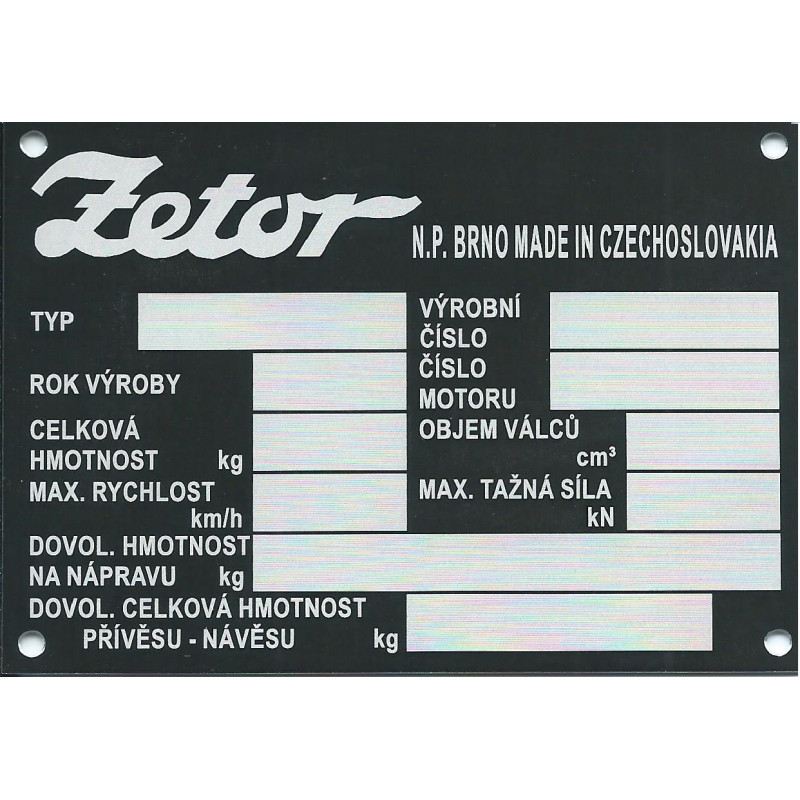 Zetor
N.P. BRNO MADE IN CZECHOSLOVAKIA
TYP
VÝROBNÍ
ČÍSLO
ROK VÝROBY
ČÍSLO
MOTORU
CELKOVÁ
HMOTNOST kg
OBJEM VÁLCŮ
cm³
MAX. RYCHLOST
km/h
MAX. TAŽNÁ SÍLA
kN
DOVOL. HMOTNOST
NA NÁPRAVU kg
DOVOL. CELKOVÁ HMOTNOST
PŘÍVĚSU - NÁVĚSU kg